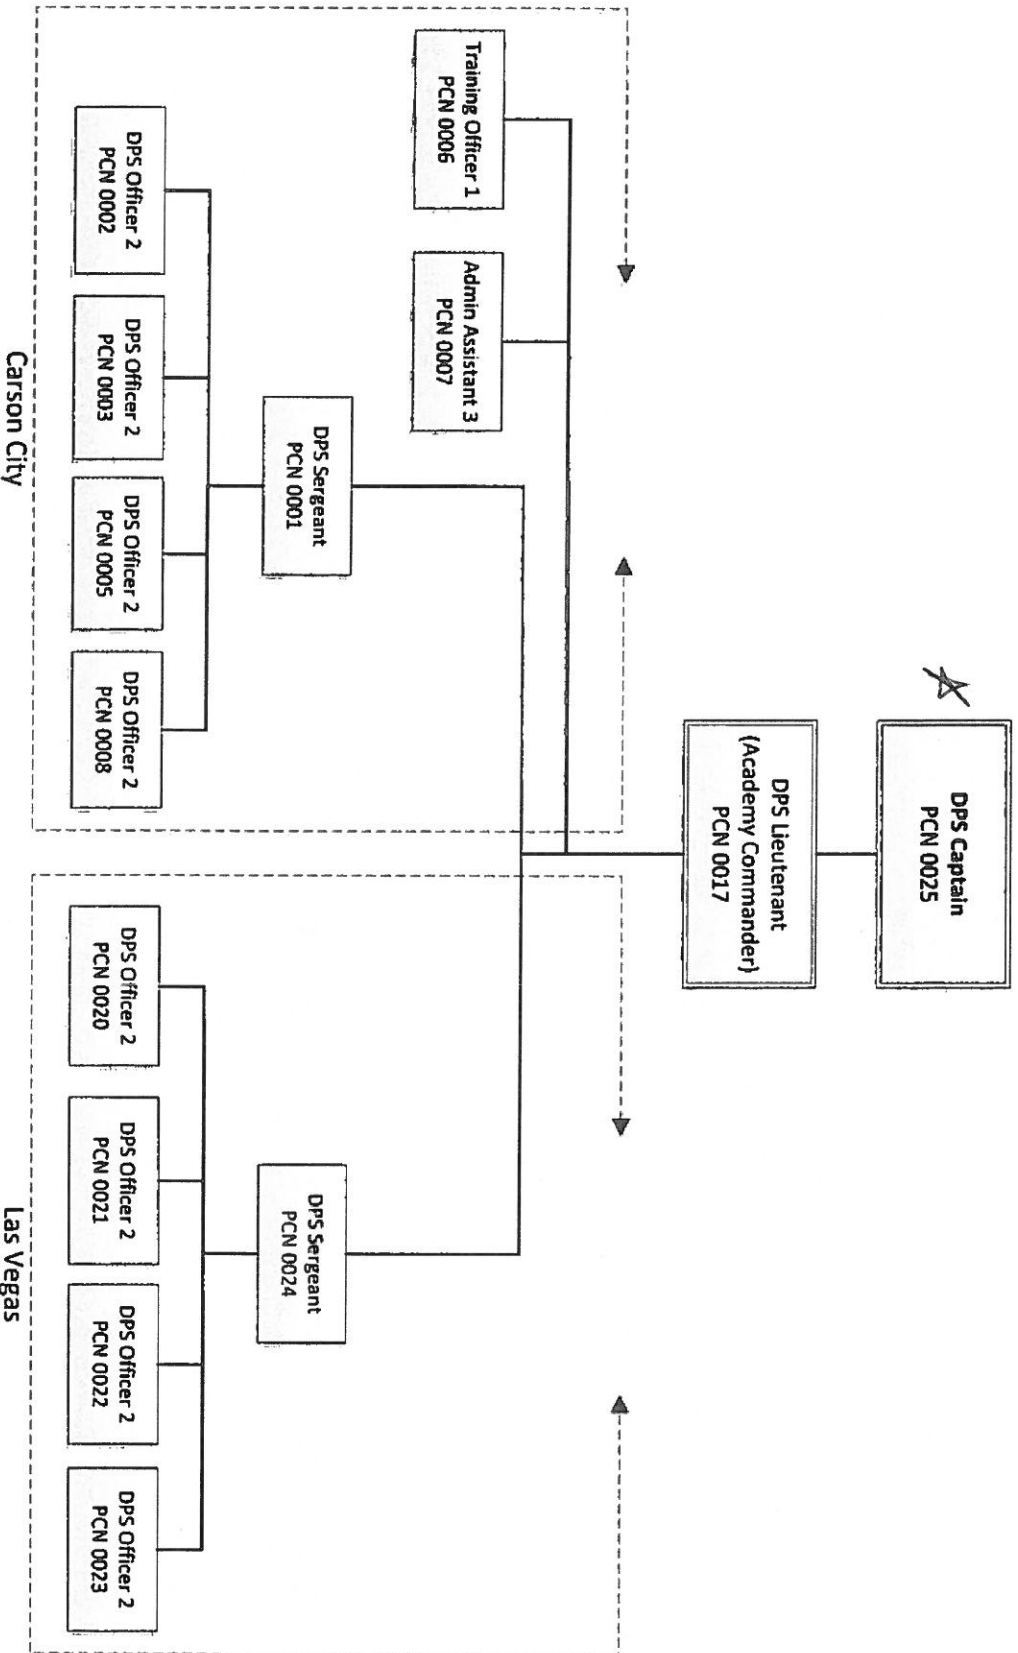 DPS Captain
PCN 0025
DPS Lieutenant
(Academy Commander)
PCN 0017
Training Officer 1
PCN 0006
Admin Assistant 3
PCN 0007
DPS Sergeant
PCN 0001
DPS Sergeant
PCN 0024
DPS Officer 2
PCN 0002
DPS Officer 2
PCN 0003
DPS Officer 2
PCN 0005
DPS Officer 2
PCN 0008
DPS Officer 2
PCN 0020
DPS Officer 2
PCN 0021
DPS Officer 2
PCN 0022
DPS Officer 2
PCN 0023
Carson City
Las Vegas